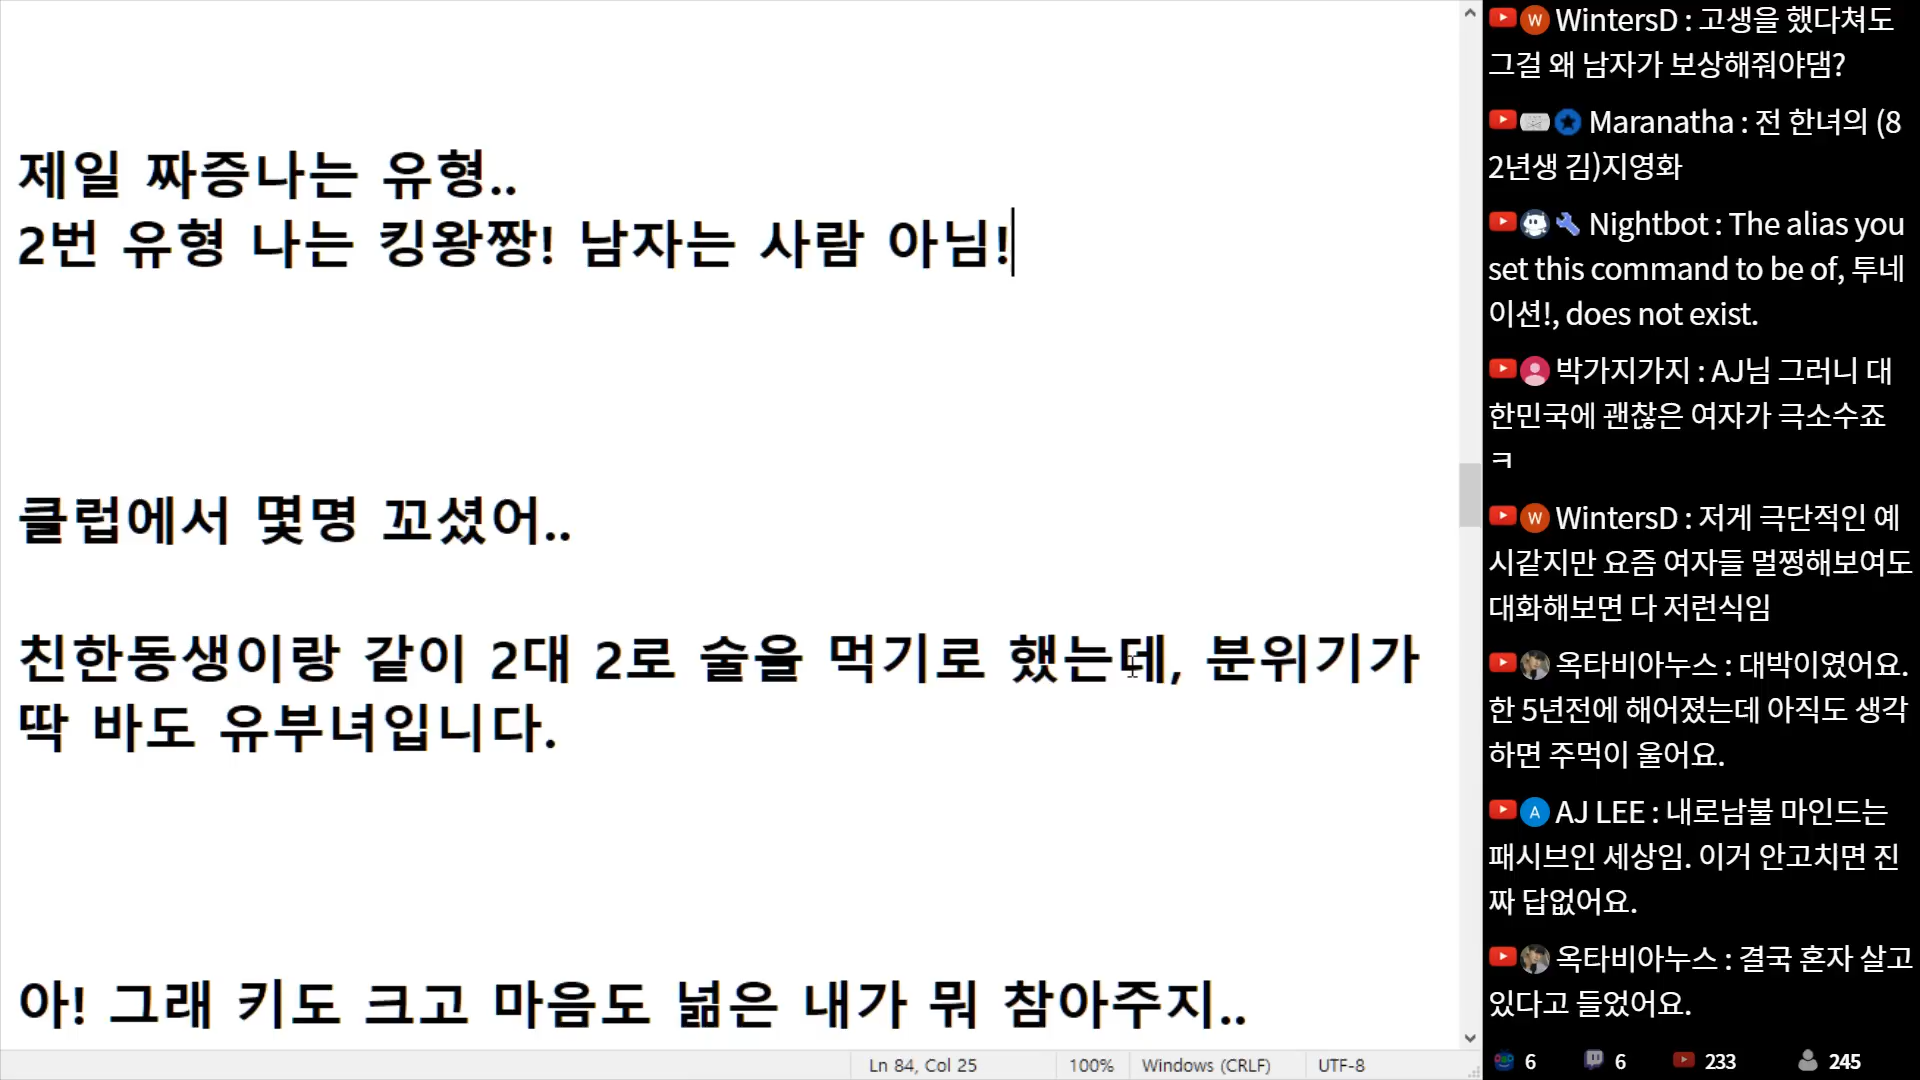 제일 짜증나는 유형..
2번 유형 나는 킹왕짱! 남자는 사람 아님!
클럽에서 몇명 꼬셨어..
친한동생이랑 같이 2대 2로 술을 먹기로 했는데, 분위기가
딱 바도 유부녀입니다.
아! 그래 키도 크고 마음도 넒은 내가 뭐 참아주지..
Ln 84, Col 25
100%
Windows (CRLF)
UTF-8
W WintersD : 고생을 했다쳐도
그걸 왜 남자가 보상해줘야댐?
Maranatha : 전 한녀의 (8
2년생 김)지영화
Nightbot : The alias you
set this command to be of, 투네
이션!, does not exist.
박가지가지 : AJ님 그러니 대
한민국에 괜찮은 여자가 극소수죠
ㅋ
W WintersD : 저게 극단적인 예
시같지만 요즘 여자들 멀쩡해보여도
대화해보면 다 저런식임
옥타비아누스 : 대박이였어요.
한 5년전에 해어졌는데 아직도 생각
하면 주먹이 울어요.
A AJ LEE : 내로남불 마인드는
패시브인 세상임. 이거 안고치면 진
짜 답없어요.
옥타비아누스 : 결국 혼자 살고
있다고 들었어요.
6 6 233 245